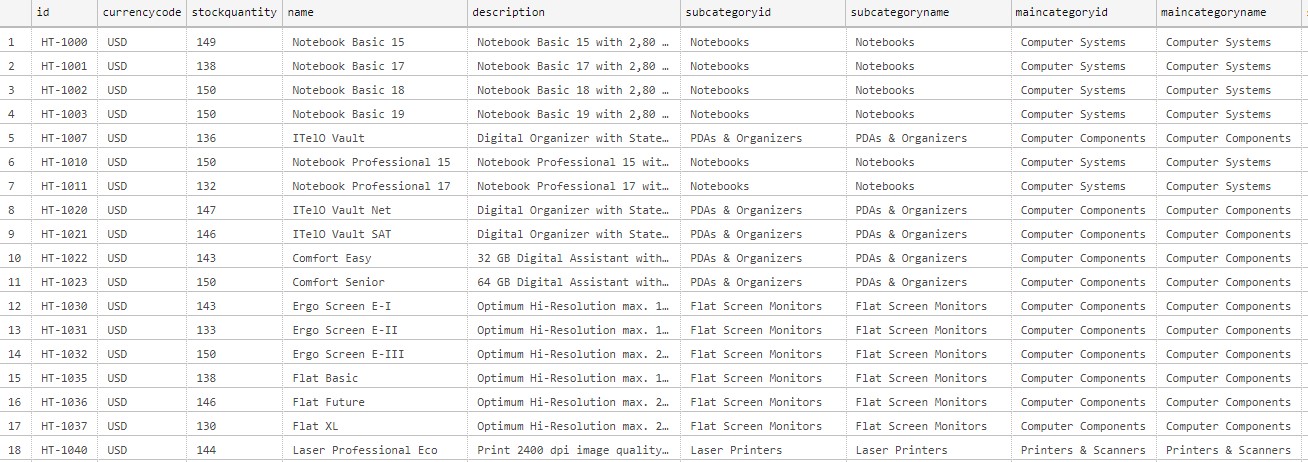 id currencycode stockquantity name description subcategoryid subcategoryname maincategoryid maincategoryname
1 HT-1000 USD 149 Notebook Basic 15 Notebook Basic 15 with 2,80 … Notebooks Notebooks Computer Systems Computer Systems
2 HT-1001 USD 138 Notebook Basic 17 Notebook Basic 17 with 2,80 … Notebooks Notebooks Computer Systems Computer Systems
3 HT-1002 USD 150 Notebook Basic 18 Notebook Basic 18 with 2,80 … Notebooks Notebooks Computer Systems Computer Systems
4 HT-1003 USD 150 Notebook Basic 19 Notebook Basic 19 with 2,80 … Notebooks Notebooks Computer Systems Computer Systems
5 HT-1007 USD 136 ITelO Vault Digital Organizer with State… PDAs & Organizers PDAs & Organizers Computer Components Computer Components
6 HT-1010 USD 150 Notebook Professional 15 Notebook Professional 15 wit… Notebooks Notebooks Computer Systems Computer Systems
7 HT-1011 USD 132 Notebook Professional 17 Notebook Professional 17 wit… Notebooks Notebooks Computer Systems Computer Systems
8 HT-1020 USD 147 ITelO Vault Net Digital Organizer with State… PDAs & Organizers PDAs & Organizers Computer Components Computer Components
9 HT-1021 USD 146 ITelO Vault SAT Digital Organizer with State… PDAs & Organizers PDAs & Organizers Computer Components Computer Components
10 HT-1022 USD 143 Comfort Easy 32 GB Digital Assistant with… PDAs & Organizers PDAs & Organizers Computer Components Computer Components
11 HT-1023 USD 150 Comfort Senior 64 GB Digital Assistant with… PDAs & Organizers PDAs & Organizers Computer Components Computer Components
12 HT-1030 USD 143 Ergo Screen E-I Optimum Hi-Resolution max. 1… Flat Screen Monitors Flat Screen Monitors Computer Components Computer Components
13 HT-1031 USD 133 Ergo Screen E-II Optimum Hi-Resolution max. 1… Flat Screen Monitors Flat Screen Monitors Computer Components Computer Components
14 HT-1032 USD 150 Ergo Screen E-III Optimum Hi-Resolution max. 2… Flat Screen Monitors Flat Screen Monitors Computer Components Computer Components
15 HT-1035 USD 138 Flat Basic Optimum Hi-Resolution max. 1… Flat Screen Monitors Flat Screen Monitors Computer Components Computer Components
16 HT-1036 USD 146 Flat Future Optimum Hi-Resolution max. 2… Flat Screen Monitors Flat Screen Monitors Computer Components Computer Components
17 HT-1037 USD 130 Flat XL Optimum Hi-Resolution max. 2… Flat Screen Monitors Flat Screen Monitors Computer Components Computer Components
18 HT-1040 USD 144 Laser Professional Eco Print 2400 dpi image quality… Laser Printers Laser Printers Printers & Scanners Printers & Scanners